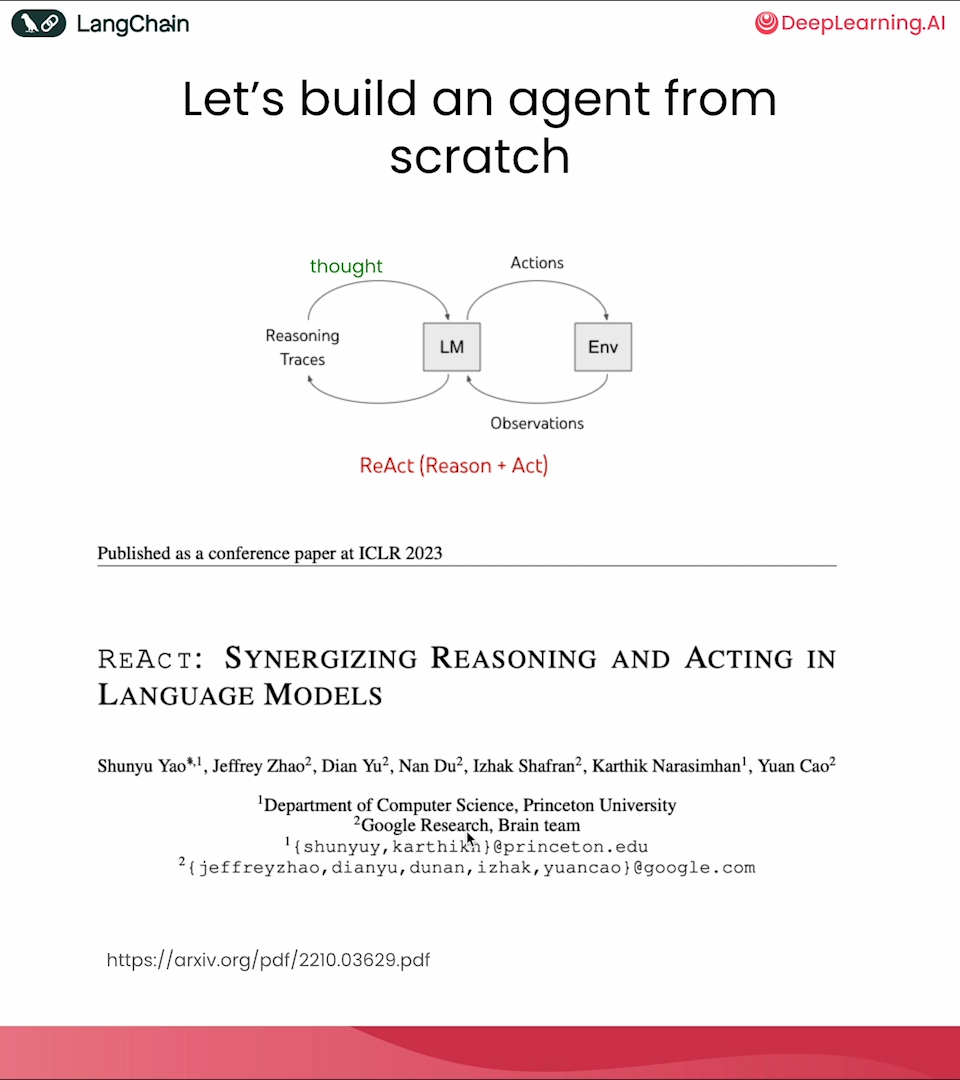 LangChain
DeepLearning.AI
Let’s build an agent from
scratch
thought
Actions
Reasoning
Traces
LM
Env
Observations
ReAct (Reason + Act)
Published as a conference paper at ICLR 2023
REACT: SYNERGIZING REASONING AND ACTING IN
LANGUAGE MODELS
Shunyu Yao*,1, Jeffrey Zhao2, Dian Yu2, Nan Du2, Izhak Shafran2, Karthik Narasimhan1, Yuan Cao2
1Department of Computer Science, Princeton University
2Google Research, Brain team
1{shunyuy,karthikn}@princeton.edu
2{jeffreyzhao,dianyu,dunan,izhak,yuancao}@google.com
https://arxiv.org/pdf/2210.03629.pdf